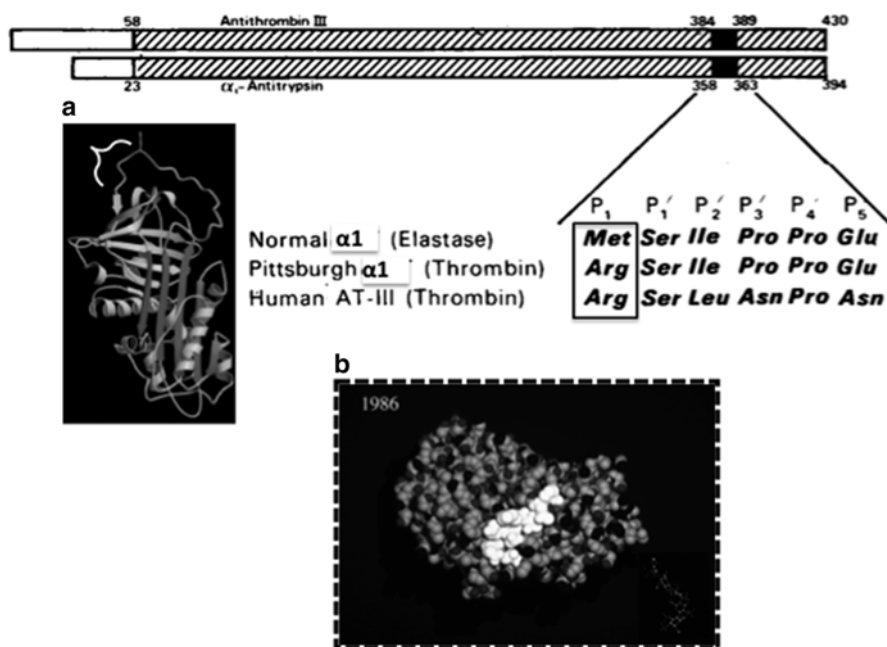 58 Antithrombin III 384 389 430
23 α₁-Antitrypsin 358 363 394
a
P₁ P₁′ P₂′ P₃′ P₄′ P₅
Normal α1 (Elastase) Met Ser Ile Pro Pro Glu
Pittsburgh α1 (Thrombin) Arg Ser Ile Pro Pro Glu
Human AT-III (Thrombin) Arg Ser Leu Asn Pro Asn
b
1986